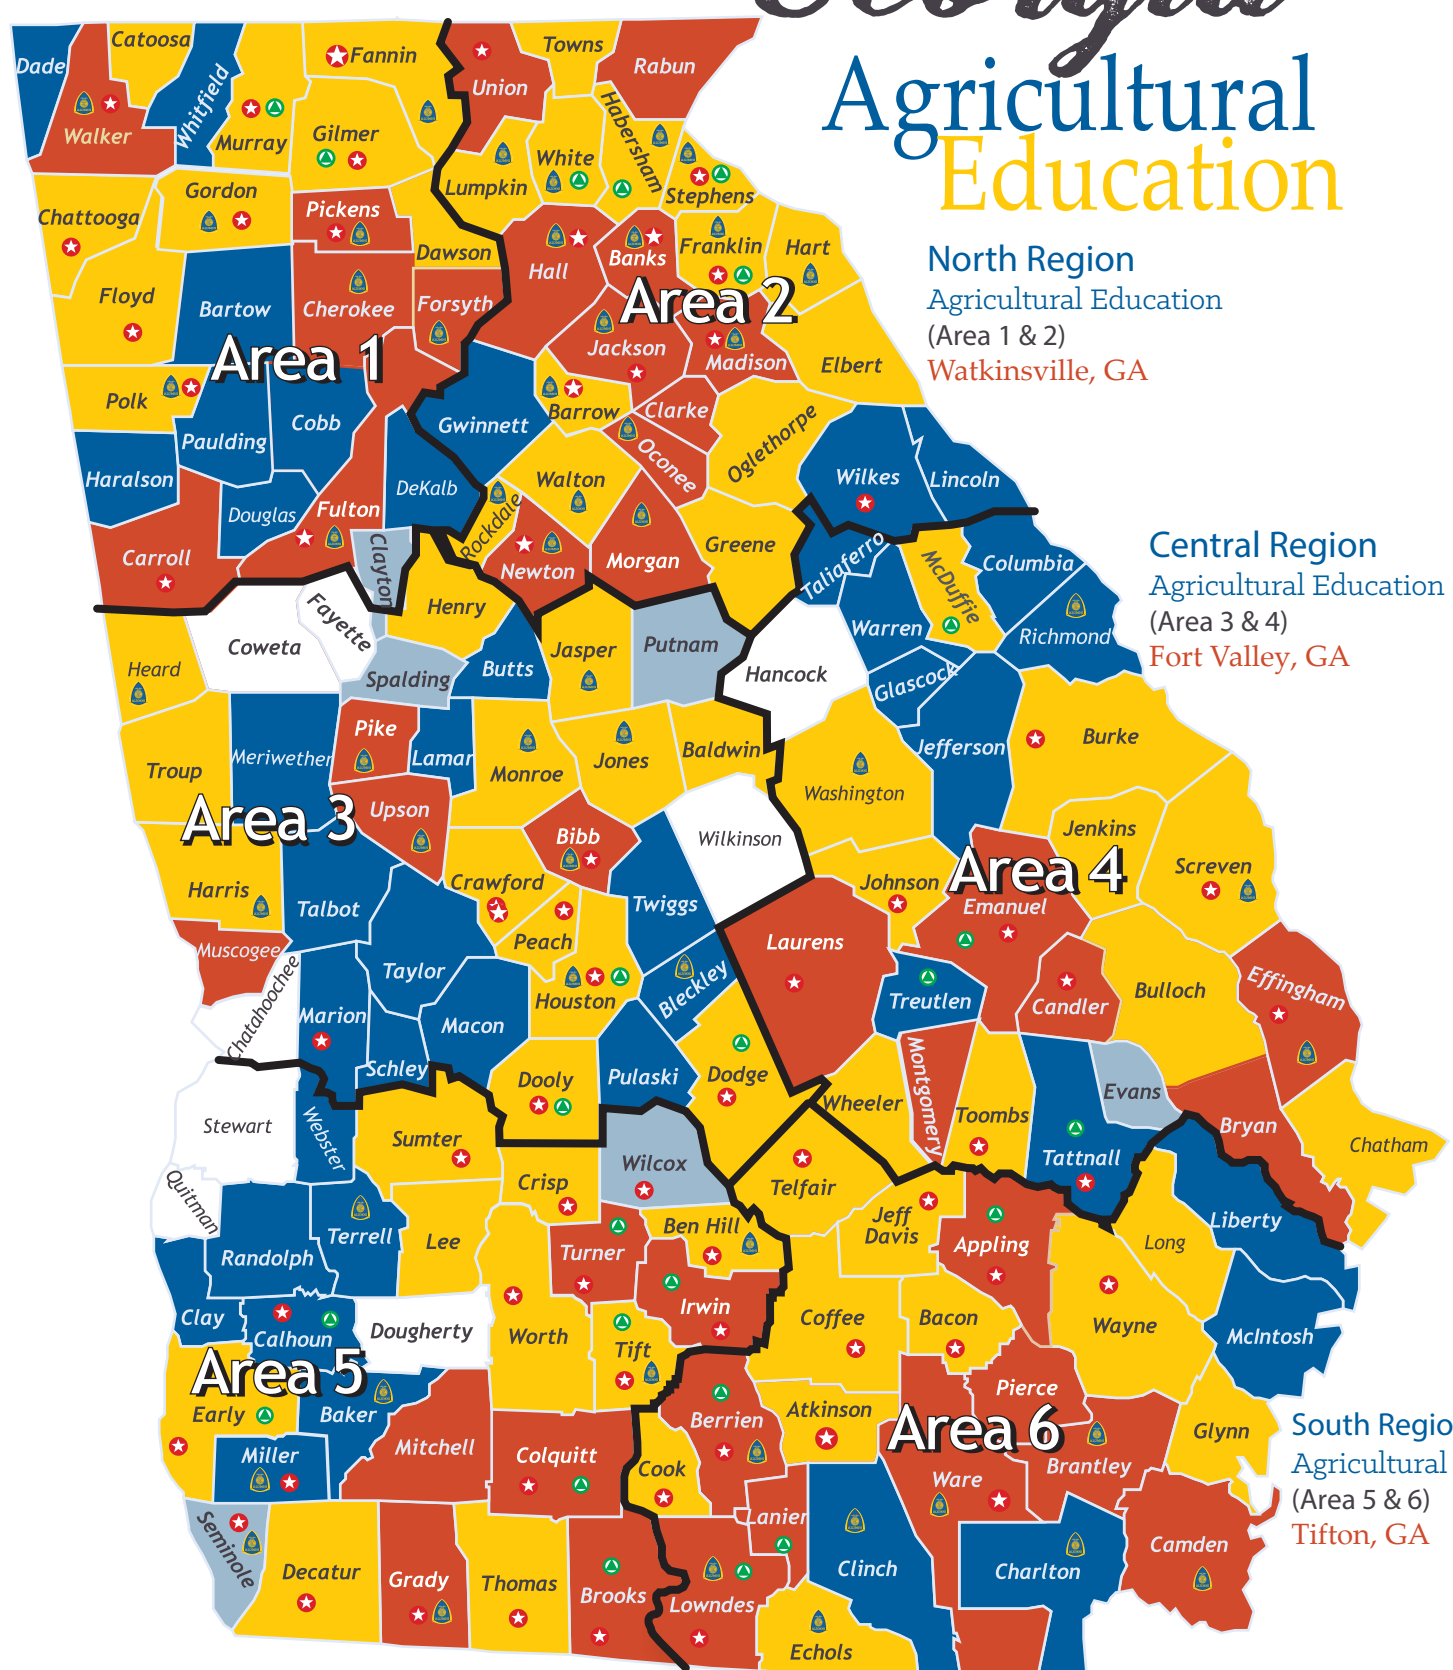 Georgia
Agricultural
Education
North Region
Agricultural Education
(Area 1 & 2)
Watkinsville, GA
Central Region
Agricultural Education
(Area 3 & 4)
Fort Valley, GA
South Regio
Agricultural
(Area 5 & 6)
Tifton, GA
Area 1
Area 2
Area 3
Area 4
Area 5
Area 6
Dade
Catoosa
Walker
Whitfield
Murray
Fannin
Gilmer
Union
Towns
Rabun
Habersham
White
Lumpkin
Stephens
Chattooga
Gordon
Pickens
Dawson
Hall
Banks
Franklin
Hart
Floyd
Bartow
Cherokee
Forsyth
Jackson
Madison
Elbert
Polk
Paulding
Cobb
Gwinnett
Barrow
Clarke
Oconee
Oglethorpe
Wilkes
Lincoln
Haralson
Douglas
Fulton
DeKalb
Rockdale
Walton
Newton
Morgan
Greene
Taliaferro
McDuffie
Columbia
Carroll
Clayton
Fayette
Coweta
Henry
Heard
Spalding
Butts
Jasper
Putnam
Hancock
Warren
Glascock
Richmond
Troup
Meriwether
Pike
Lamar
Monroe
Jones
Baldwin
Washington
Jefferson
Burke
Upson
Bibb
Wilkinson
Jenkins
Screven
Harris
Talbot
Crawford
Peach
Twiggs
Johnson
Emanuel
Muscogee
Chatahoochee
Marion
Taylor
Schley
Macon
Houston
Bleckley
Laurens
Treutlen
Candler
Bulloch
Effingham
Stewart
Webster
Sumter
Dooly
Pulaski
Dodge
Wheeler
Montgomery
Toombs
Tattnall
Evans
Bryan
Chatham
Quitman
Randolph
Terrell
Lee
Crisp
Wilcox
Telfair
Jeff
Davis
Appling
Long
Liberty
Clay
Calhoun
Dougherty
Worth
Turner
Ben Hill
Irwin
Tift
Coffee
Bacon
Wayne
McIntosh
Early
Baker
Miller
Mitchell
Colquitt
Cook
Berrien
Atkinson
Pierce
Ware
Brantley
Glynn
Seminole
Decatur
Grady
Thomas
Brooks
Lanier
Lowndes
Clinch
Echols
Charlton
Camden